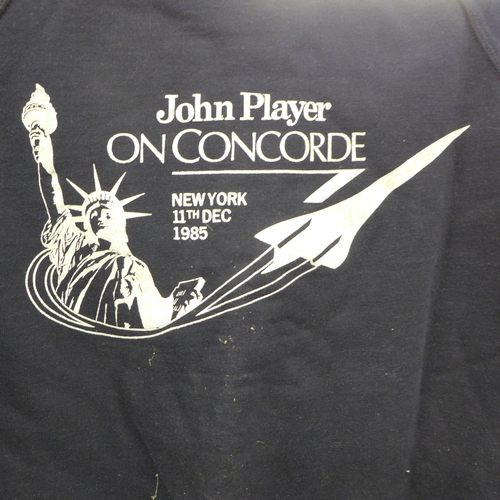 John Player
ON CONCORDE
NEW YORK
11TH DEC
1985